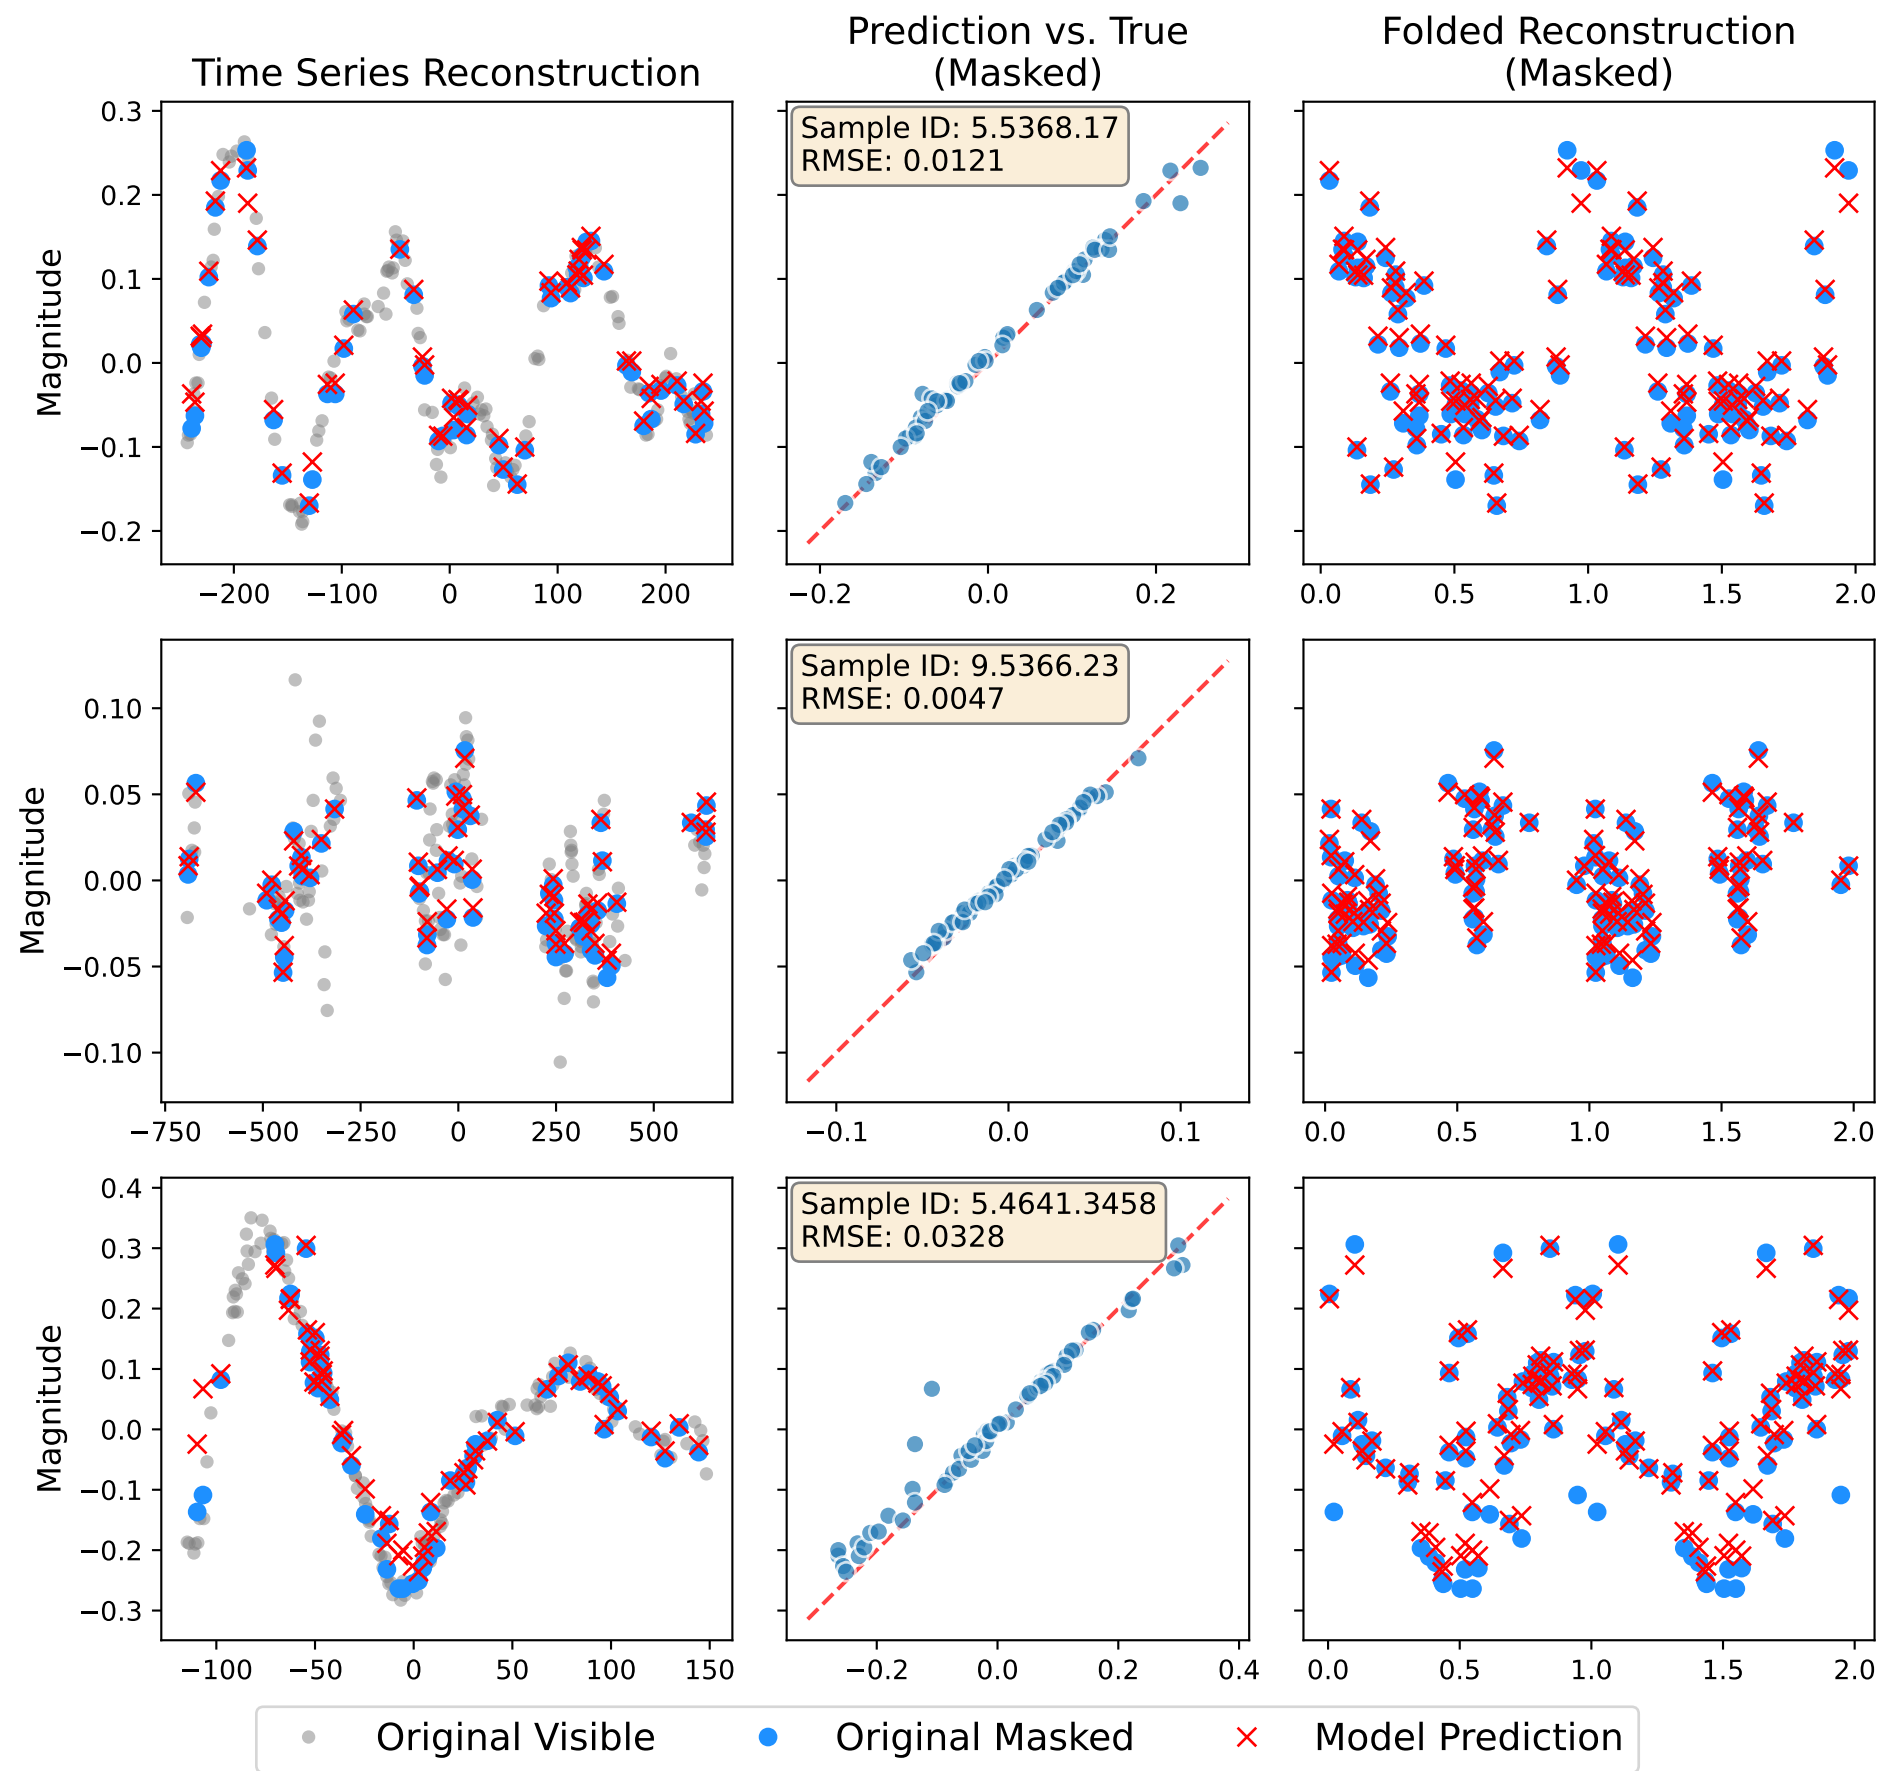 Time Series Reconstruction
Prediction vs. True
(Masked)
Folded Reconstruction
(Masked)
Magnitude
0.3
0.2
0.1
0.0
−0.1
−0.2
−200 −100 0 100 200
Sample ID: 5.5368.17
RMSE: 0.0121
−0.2 0.0 0.2
0.0 0.5 1.0 1.5 2.0
Magnitude
0.10
0.05
0.00
−0.05
−0.10
−750 −500 −250 0 250 500
Sample ID: 9.5366.23
RMSE: 0.0047
−0.1 0.0 0.1
0.0 0.5 1.0 1.5 2.0
Magnitude
0.4
0.3
0.2
0.1
0.0
−0.1
−0.2
−0.3
−100 −50 0 50 100 150
Sample ID: 5.4641.3458
RMSE: 0.0328
−0.2 0.0 0.2 0.4
0.0 0.5 1.0 1.5 2.0
Original Visible Original Masked Model Prediction